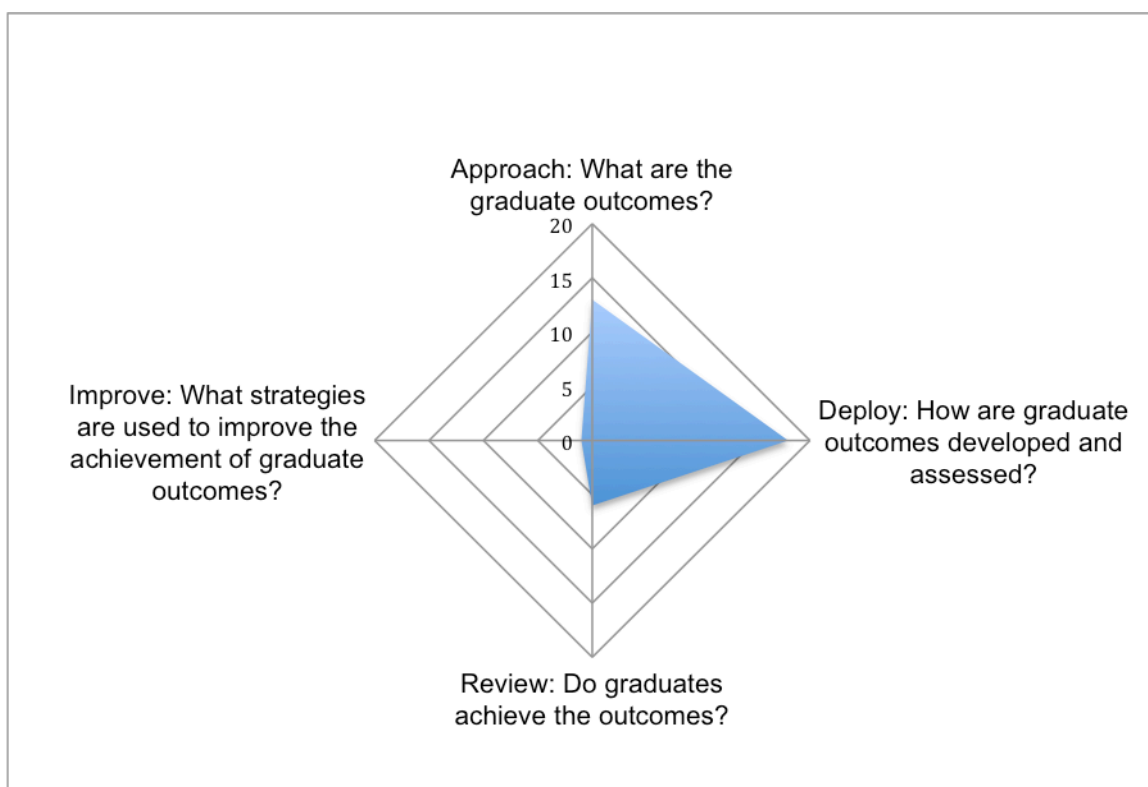 Approach: What are the
graduate outcomes?
20
15
10
5
0
Improve: What strategies
are used to improve the
achievement of graduate
outcomes?
Deploy: How are graduate
outcomes developed and
assessed?
Review: Do graduates
achieve the outcomes?